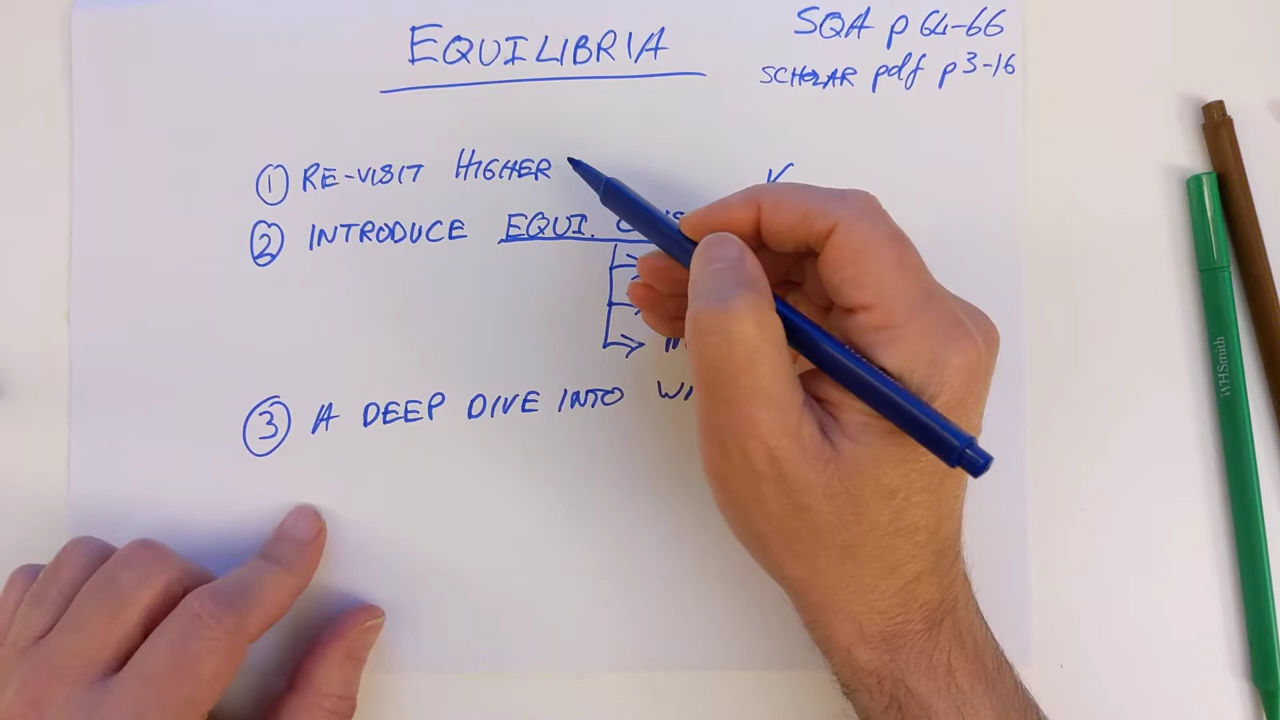 EQUILIBRIA
SQA p 64-66
SCHOLAR pdf p 3-16
① RE-VISIT HIGHER
② INTRODUCE EQUI.
③ A DEEP DIVE INTO
WHSmith